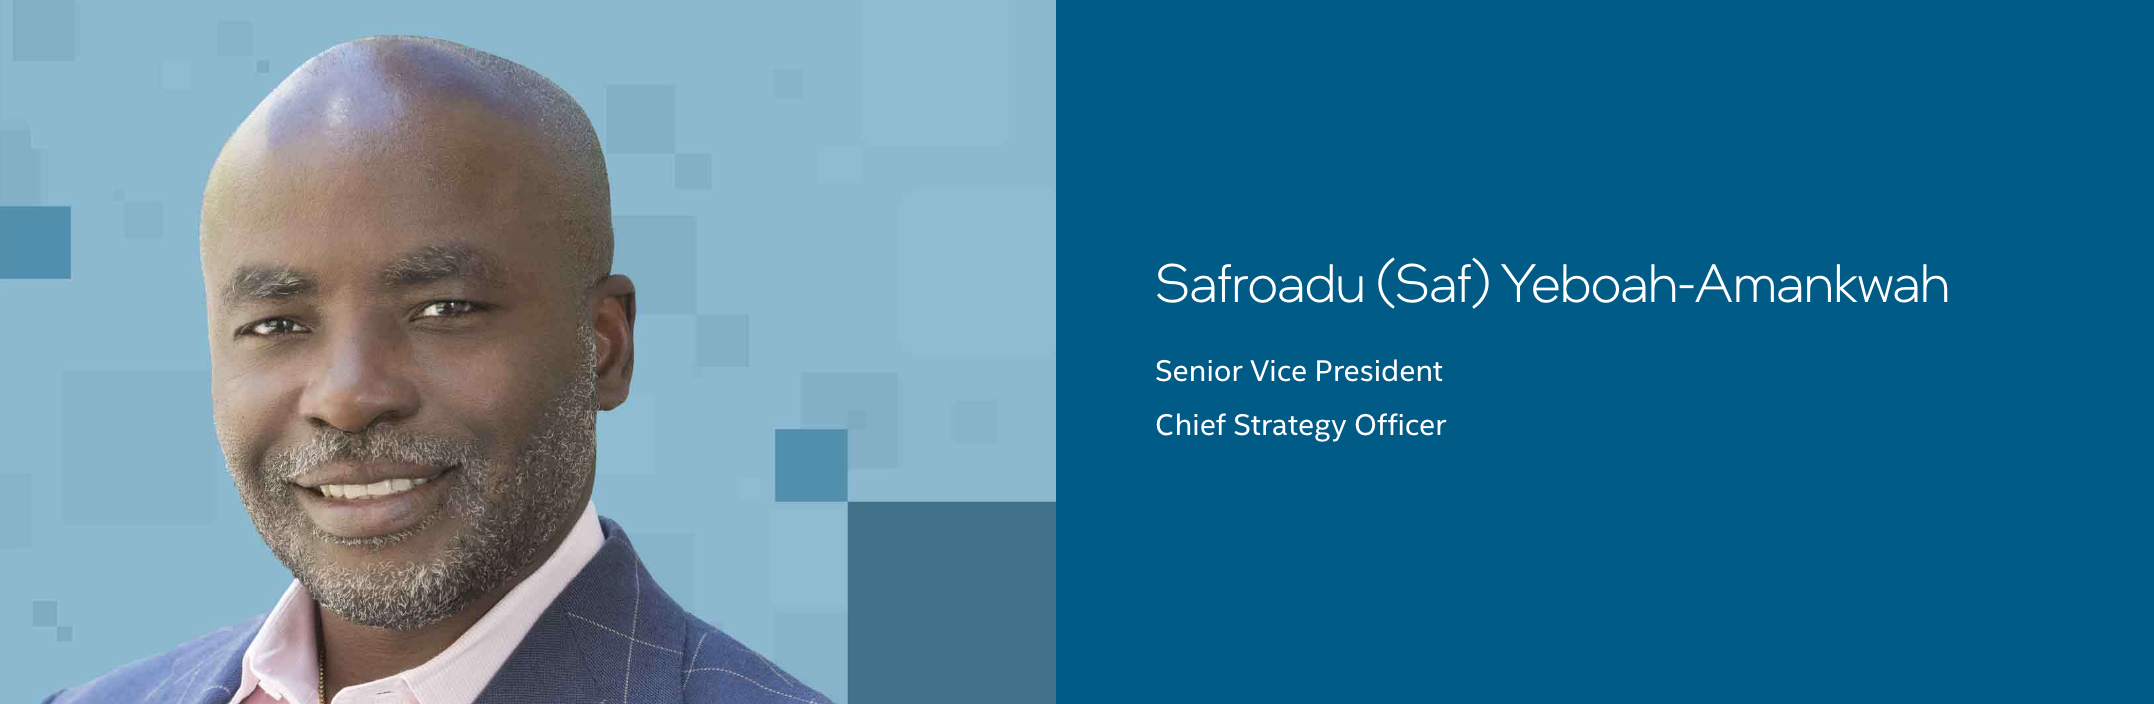 Safroadu (Saf) Yeboah-Amankwah
Senior Vice President
Chief Strategy Officer